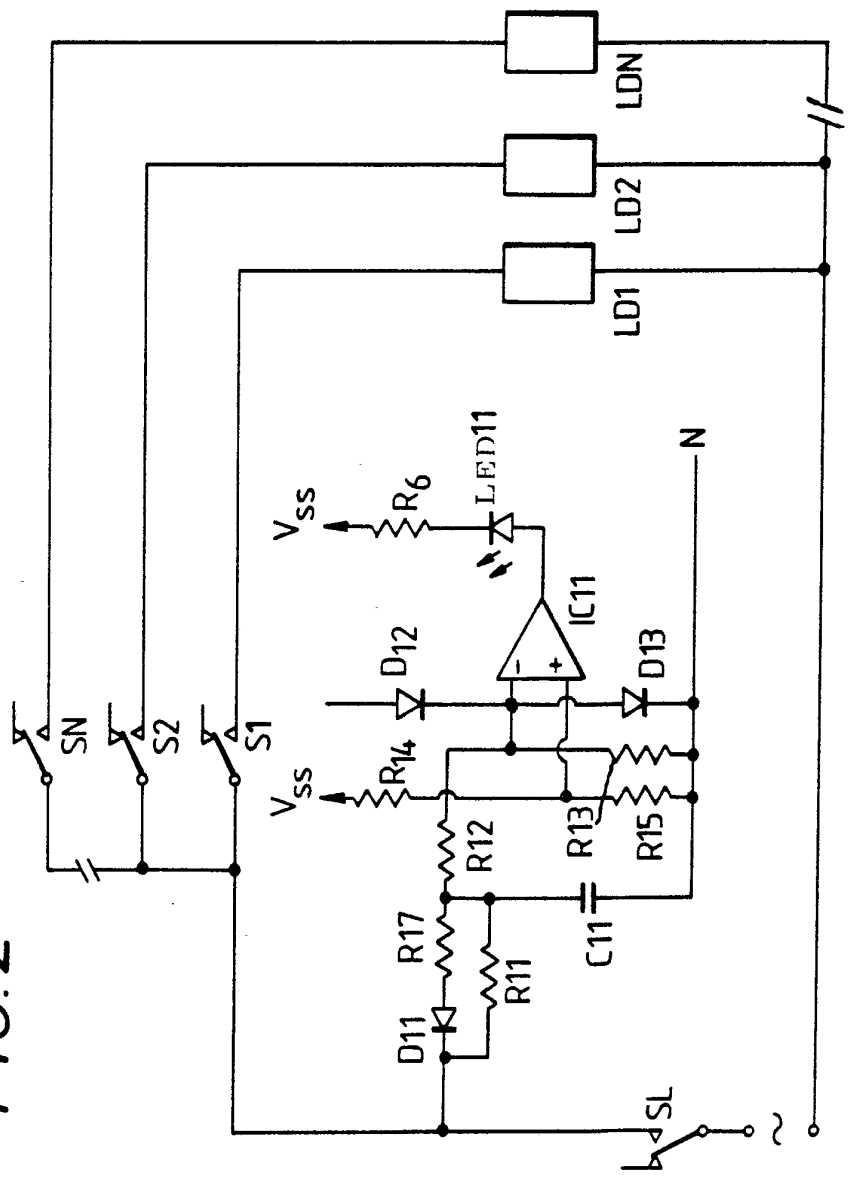 SN
S2
S1
LDN
LD2
LD1
Vss
R6
LED11
D12
Vss
R14
IC11
D13
N
R12
R13
R15
R17
R11
C11
D11
SL
~
- +